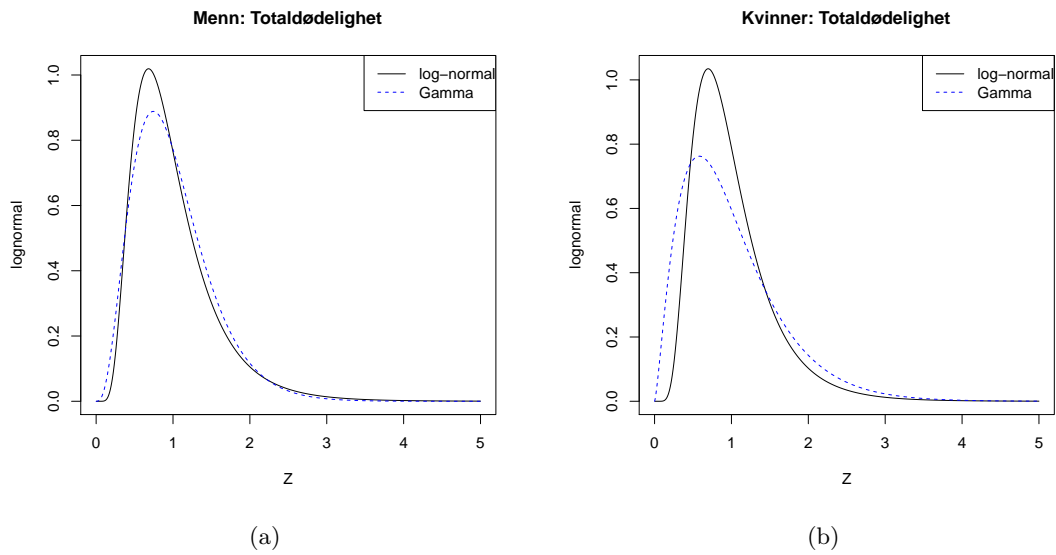 Menn: Totaldødelighet
log−normal
Gamma
lognormal
0.0 0.2 0.4 0.6 0.8 1.0
0 1 2 3 4 5
Z
(a)
Kvinner: Totaldødelighet
log−normal
Gamma
lognormal
0.0 0.2 0.4 0.6 0.8 1.0
0 1 2 3 4 5
Z
(b)